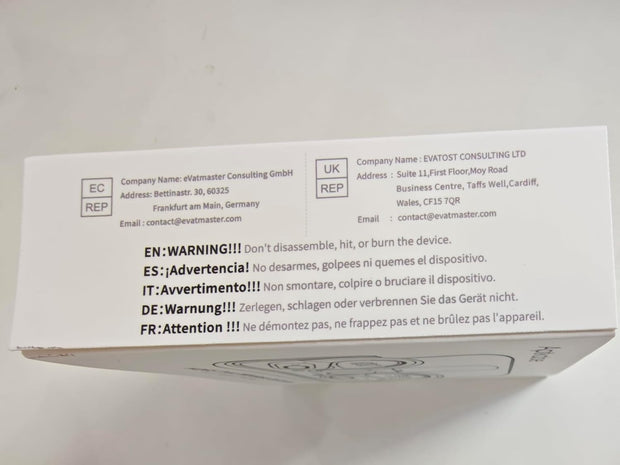 EC
REP
Company Name: eVatmaster Consulting GmbH
Address: Bettinastr. 30, 60325
Frankfurt am Main, Germany
Email : contact@evatmaster.com
UK
REP
Company Name : EVATOST CONSULTING LTD
Address : Suite 11,First Floor,Moy Road
Business Centre, Taffs Well,Cardiff,
Wales, CF15 7QR
Email : contact@evatmaster.com
EN:WARNING!!! Don't disassemble, hit, or burn the device.
ES:¡Advertencia! No desarmes, golpees ni quemes el dispositivo.
IT:Avvertimento!!! Non smontare, colpire o bruciare il dispositivo.
DE:Warnung!!! Zerlegen, schlagen oder verbrennen Sie das Gerät nicht.
FR:Attention !!! Ne démontez pas, ne frappez pas et ne brûlez pas l'appareil.